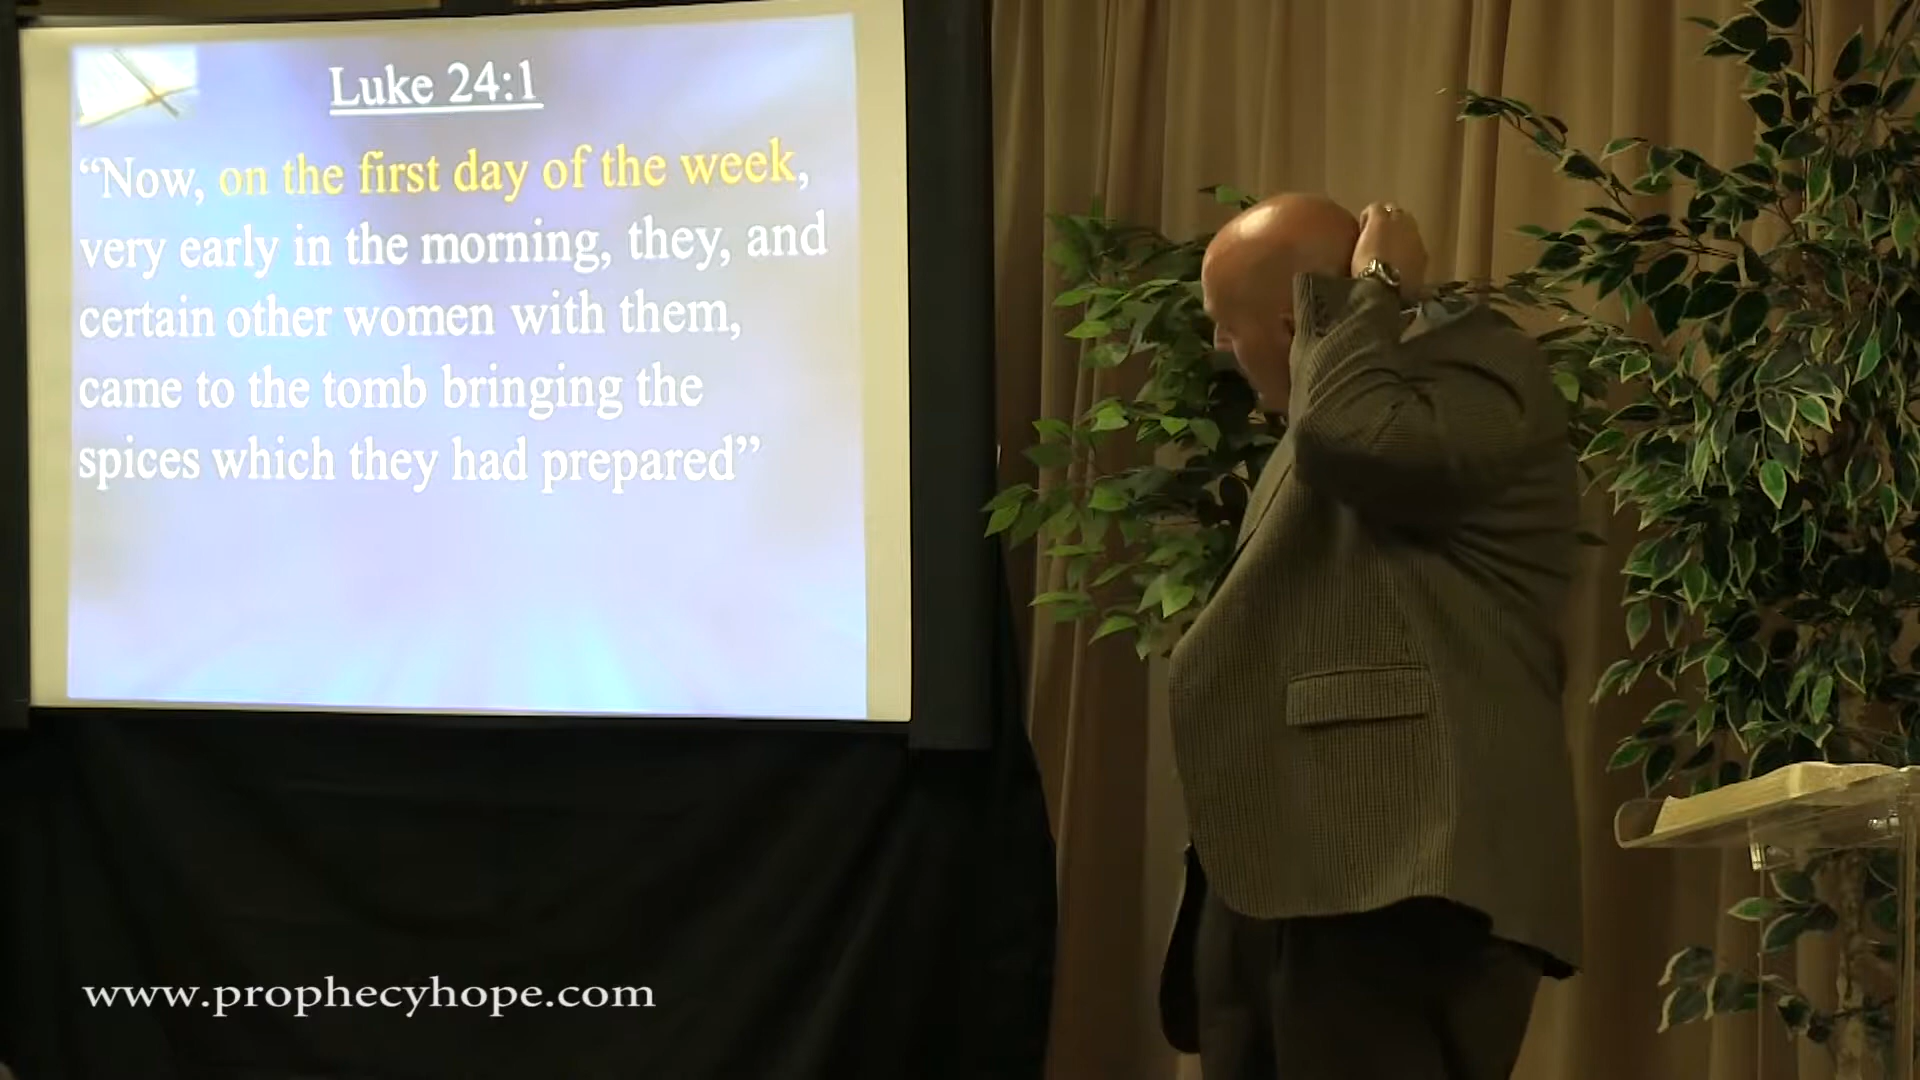 Luke 24:1
“Now, on the first day of the week,
very early in the morning, they, and
certain other women with them,
came to the tomb bringing the
spices which they had prepared”
www.prophecyhope.com